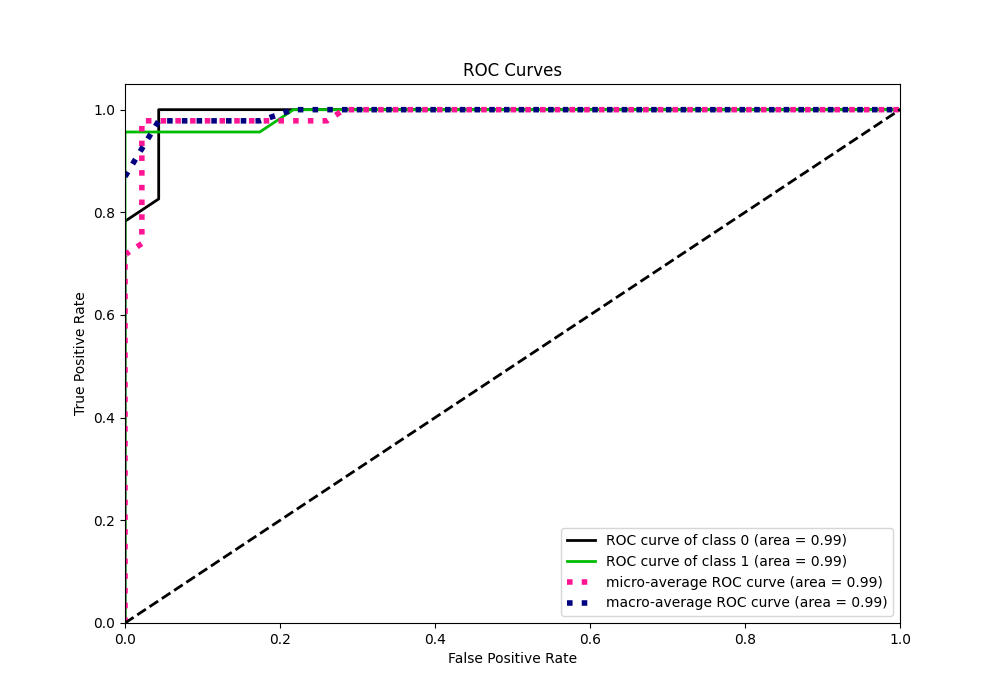 ROC Curves
True Positive Rate
1.0
0.8
0.6
0.4
0.2
0.0
0.0 0.2 0.4 0.6 0.8 1.0
False Positive Rate
ROC curve of class 0 (area = 0.99)
ROC curve of class 1 (area = 0.99)
micro-average ROC curve (area = 0.99)
macro-average ROC curve (area = 0.99)